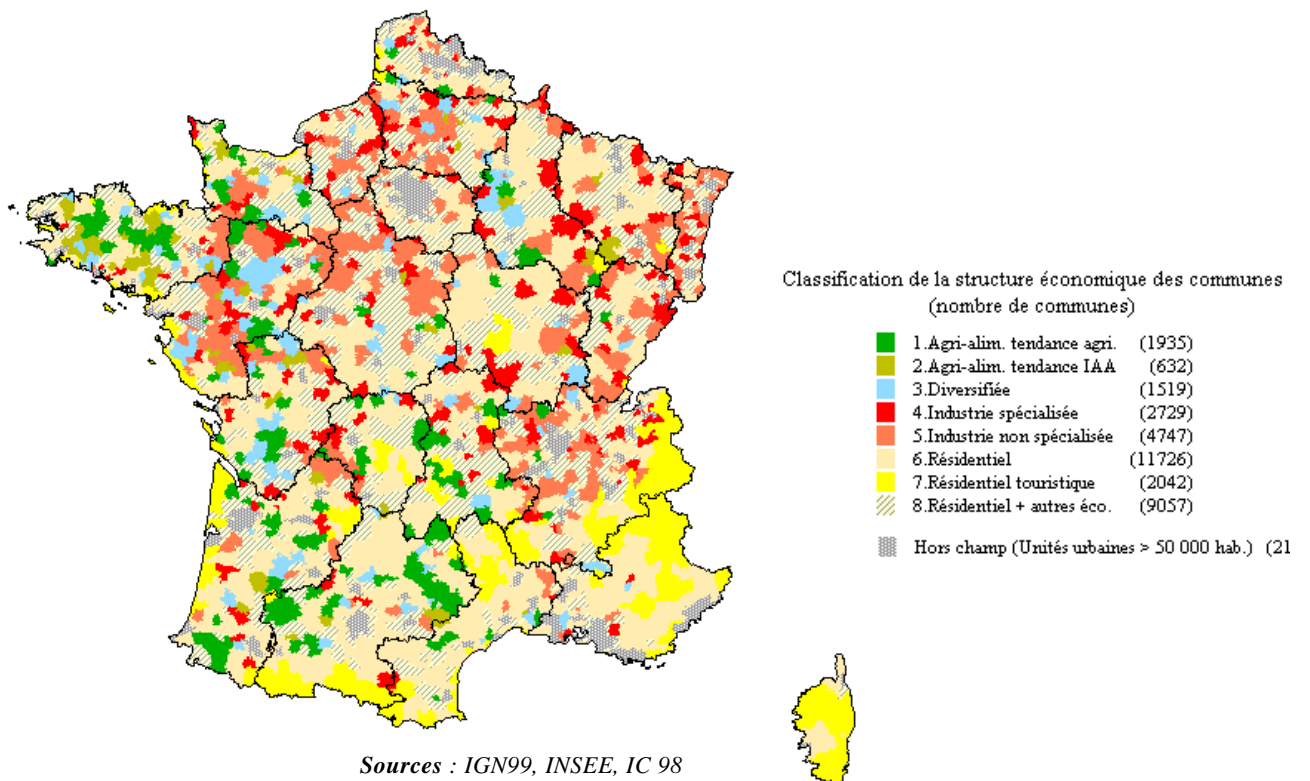 Classification de la structure économique des communes
(nombre de communes)
1.Agri-alim. tendance agri. (1935)
2.Agri-alim. tendance IAA (632)
3.Diversifiée (1519)
4.Industrie spécialisée (2729)
5.Industrie non spécialisée (4747)
6.Résidentiel (11726)
7.Résidentiel touristique (2042)
8.Résidentiel + autres éco. (9057)
Hors champ (Unités urbaines > 50 000 hab.) (21
Sources : IGN99, INSEE, IC 98